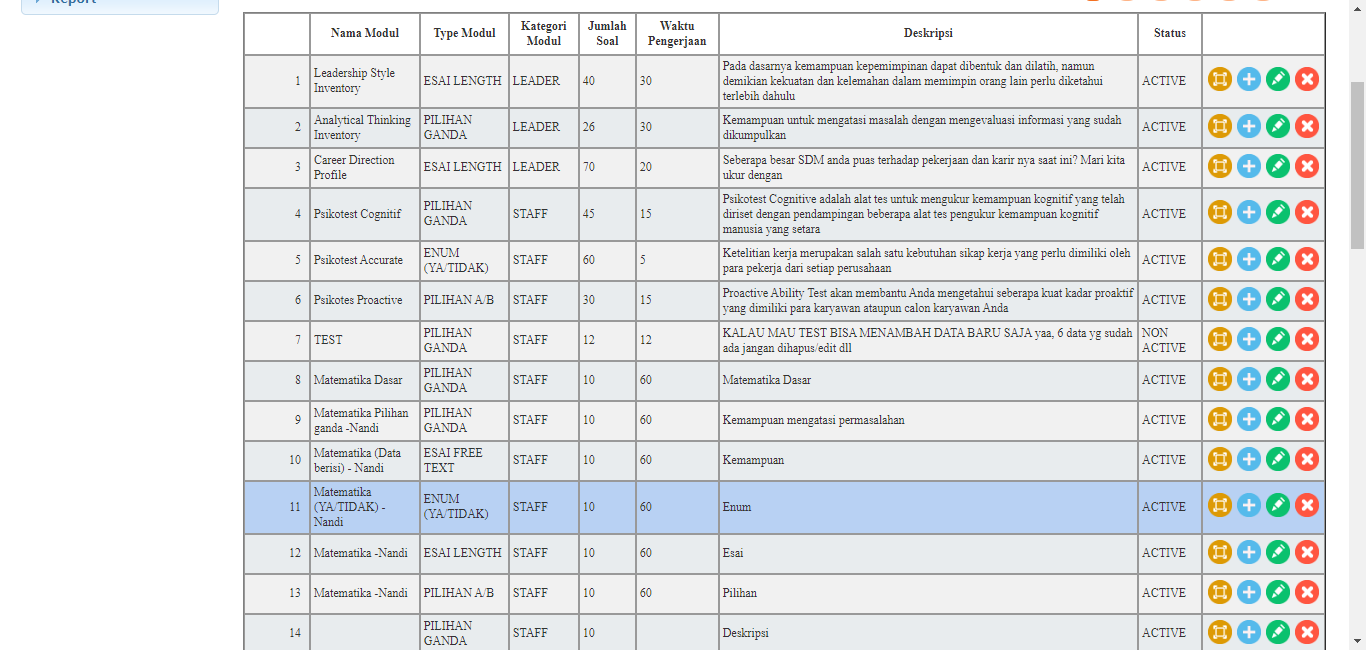 Report
Nama Modul Type Modul Kategori Modul Jumlah Soal Waktu Pengerjaan Deskripsi Status
1 Leadership Style Inventory ESAI LENGTH LEADER 40 30 Pada dasarnya kemampuan kepemimpinan dapat dibentuk dan dilatih, namun demikian kekuatan dan kelemahan dalam memimpin orang lain perlu diketahui terlebih dahulu ACTIVE
2 Analytical Thinking Inventory PILIHAN GANDA LEADER 26 30 Kemampuan untuk mengatasi masalah dengan mengevaluasi informasi yang sudah dikumpulkan ACTIVE
3 Career Direction Profile ESAI LENGTH LEADER 70 20 Seberapa besar SDM anda puas terhadap pekerjaan dan karir nya saat ini? Mari kita ukur dengan ACTIVE
4 Psikotest Cognitif PILIHAN GANDA STAFF 45 15 Psikotest Cognitive adalah alat tes untuk mengukur kemampuan kognitif yang telah diriset dengan pendampingan beberapa alat tes pengukur kemampuan kognitif manusia yang setara ACTIVE
5 Psikotest Accurate ENUM (YA/TIDAK) STAFF 60 5 Ketelitian kerja merupakan salah satu kebutuhan sikap kerja yang perlu dimiliki oleh para pekerja dari setiap perusahaan ACTIVE
6 Psikotes Proactive PILIHAN A/B STAFF 30 15 Proactive Ability Test akan membantu Anda mengetahui seberapa kuat kadar proaktif yang dimiliki para karyawan ataupun calon karyawan Anda ACTIVE
7 TEST PILIHAN GANDA STAFF 12 12 KALAU MAU TEST BISA MENAMBAH DATA BARU SAJA yaa, 6 data yg sudah ada jangan dihapus/edit dll NON ACTIVE
8 Matematika Dasar PILIHAN GANDA STAFF 10 60 Matematika Dasar ACTIVE
9 Matematika Pilihan ganda -Nandi PILIHAN GANDA STAFF 10 60 Kemampuan mengatasi permasalahan ACTIVE
10 Matematika (Data berisi) - Nandi ESAI FREE TEXT STAFF 10 60 Kemampuan ACTIVE
11 Matematika (YA/TIDAK) - Nandi ENUM (YA/TIDAK) STAFF 10 60 Enum ACTIVE
12 Matematika -Nandi ESAI LENGTH STAFF 10 60 Esai ACTIVE
13 Matematika -Nandi PILIHAN A/B STAFF 10 60 Pilihan ACTIVE
14 PILIHAN GANDA STAFF 10 Deskripsi ACTIVE